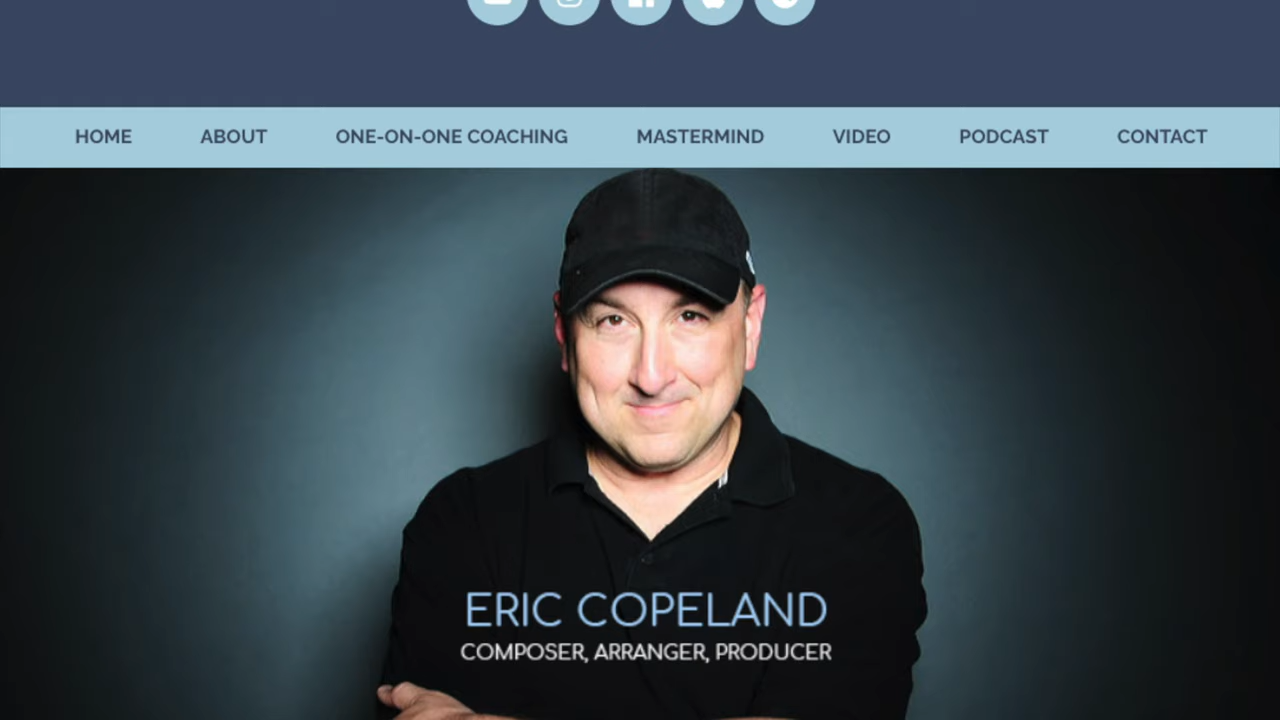 HOME ABOUT ONE-ON-ONE COACHING MASTERMIND VIDEO PODCAST CONTACT
ERIC COPELAND
COMPOSER, ARRANGER, PRODUCER